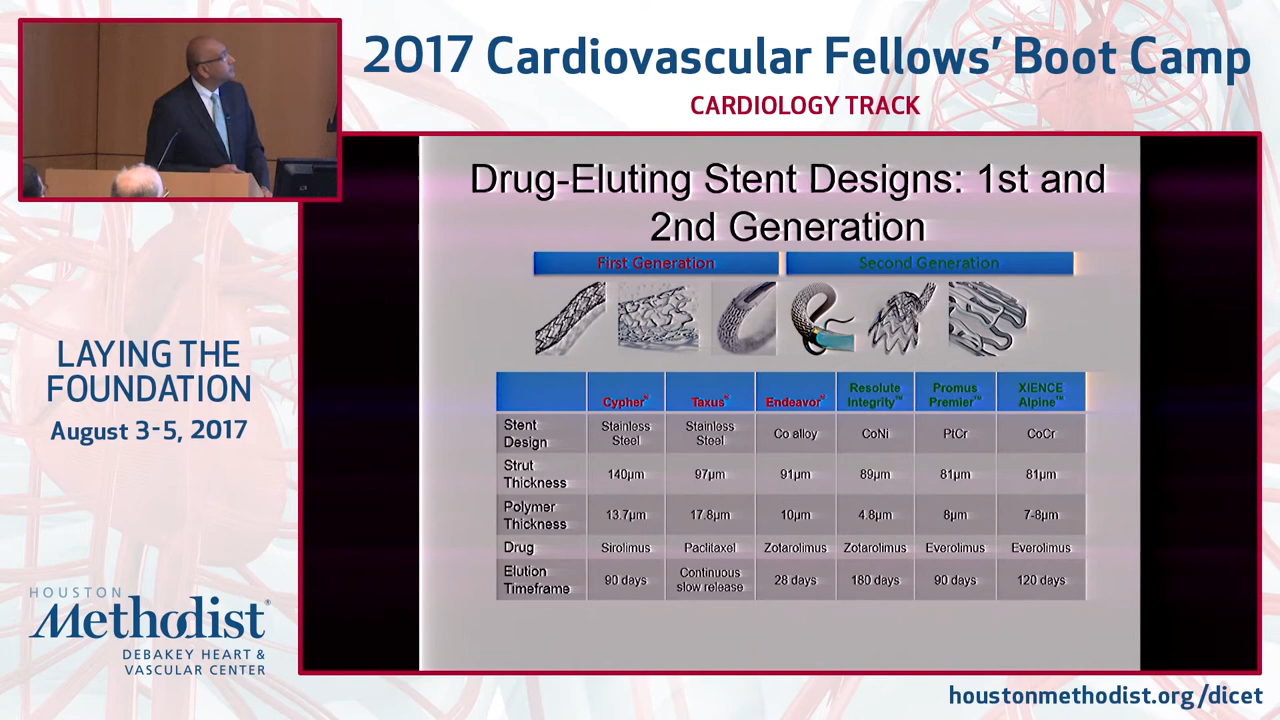 2017 Cardiovascular Fellows' Boot Camp
CARDIOLOGY TRACK
LAYING THE
FOUNDATION
August 3-5, 2017
HOUSTON
Methodist®
DEBAKEY HEART &
VASCULAR CENTER
Drug-Eluting Stent Designs: 1st and
2nd Generation
First Generation Second Generation
Cypher Taxus Endeavor Resolute Integrity™ Promus Premier™ XIENCE Alpine™
Stent Design Stainless Steel Stainless Steel Co alloy CoNi PtCr CoCr
Strut Thickness 140µm 97µm 91µm 89µm 81µm 81µm
Polymer Thickness 13.7µm 17.8µm 10µm 4.8µm 8µm 7-8µm
Drug Sirolimus Paclitaxel Zotarolimus Zotarolimus Everolimus Everolimus
Elution Timeframe 90 days Continuous slow release 28 days 180 days 90 days 120 days
houstonmethodist.org/dicet